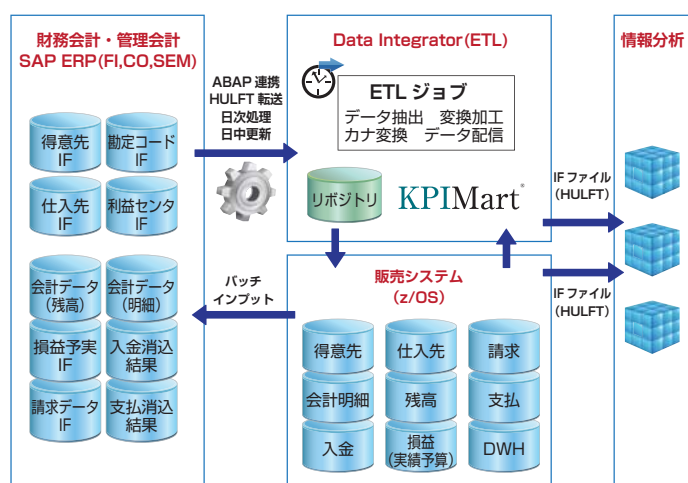 財務会計・管理会計
SAP ERP(FI,CO,SEM)
得意先
IF
勘定コード
IF
仕入先
IF
利益センタ
IF
会計データ
(残高)
会計データ
(明細)
損益予実
IF
入金消込
結果
請求データ
IF
支払消込
結果
ABAP 連携
HULFT 転送
日次処理
日中更新
バッチ
インプット
Data Integrator(ETL)
ETL ジョブ
データ抽出 変換加工
カナ変換 データ配信
リポジトリ
KPIMart®
販売システム
(z/OS)
得意先
仕入先
請求
会計明細
残高
支払
入金
損益
(実績予算)
DWH
IF ファイル
(HULFT)
IF ファイル
(HULFT)
情報分析